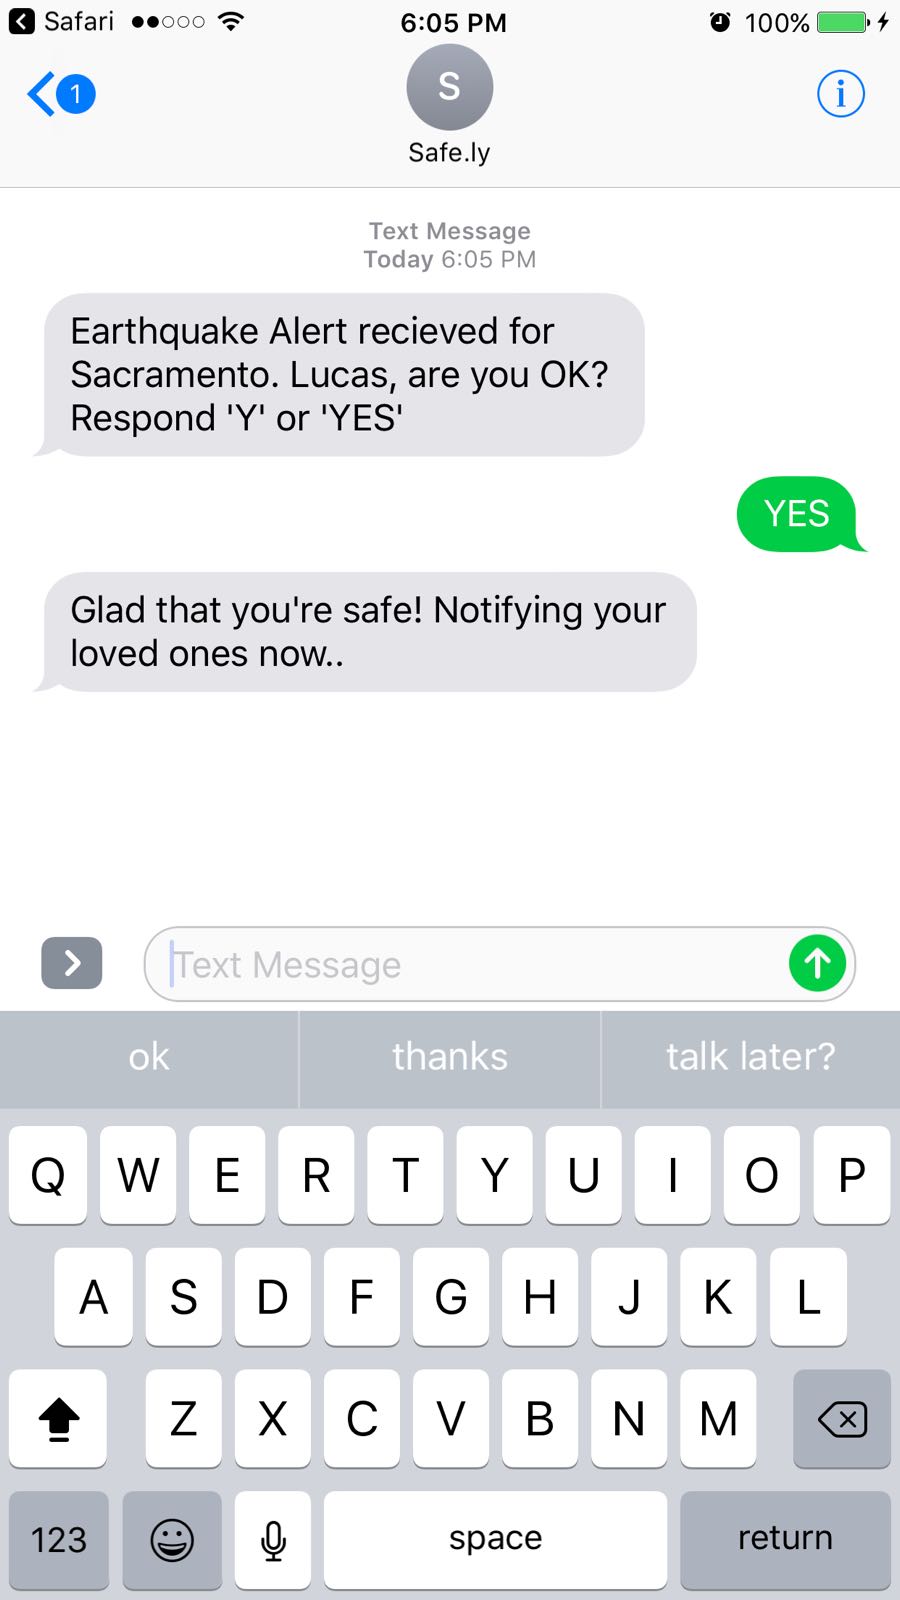 Safari
6:05 PM
100%
1
S
i
Safe.ly
Text Message
Today 6:05 PM
Earthquake Alert recieved for
Sacramento. Lucas, are you OK?
Respond 'Y' or 'YES'
YES
Glad that you're safe! Notifying your
loved ones now..
Text Message
ok thanks talk later?
Q W E R T Y U I O P
A S D F G H J K L
Z X C V B N M
123 space return